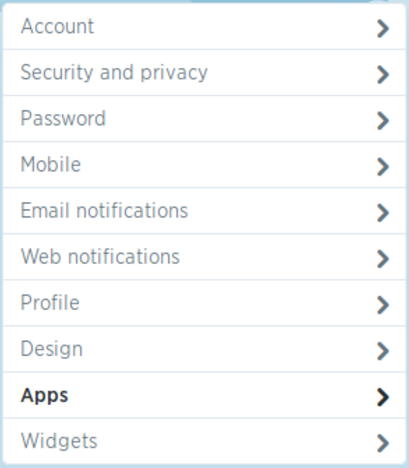 Account
Security and privacy
Password
Mobile
Email notifications
Web notifications
Profile
Design
Apps
Widgets